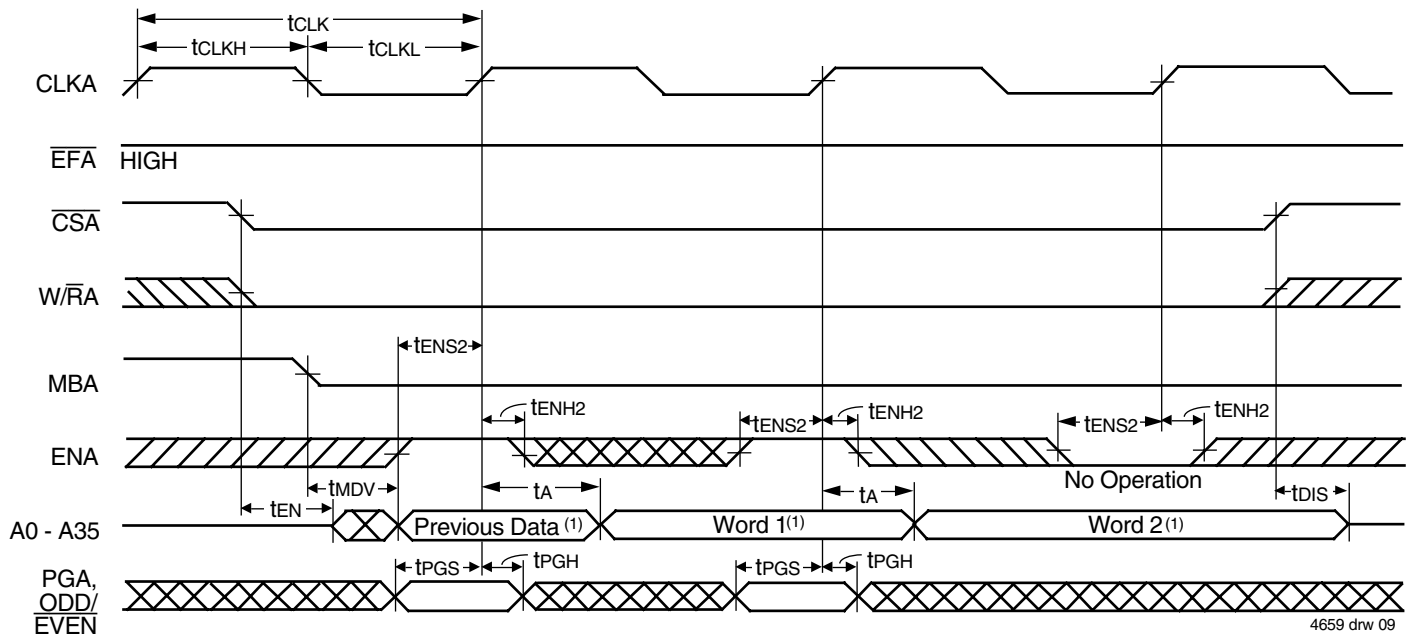 tCLK
tCLKH tCLKL
CLKA
EFA HIGH
CSA
W/RA
tENS2
MBA
tENH2 tENS2 tENH2 tENS2 tENH2
ENA
No Operation
tMDV
tEN tA tA tDIS
A0 - A35 Previous Data (1) Word 1(1) Word 2(1)
tPGS tPGH tPGS tPGH
PGA,
ODD/
EVEN
4659 drw 09